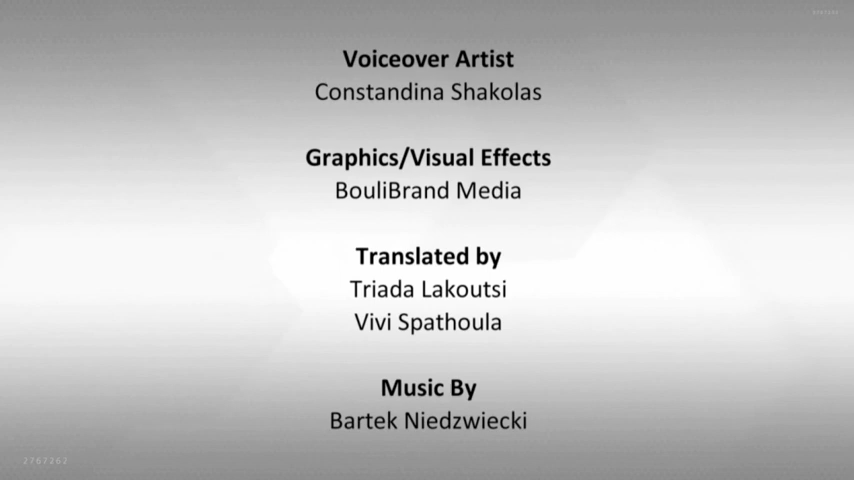 Voiceover Artist
Constandina Shakolas
Graphics/Visual Effects
BouliBrand Media
Translated by
Triada Lakoutsi
Vivi Spathoula
Music By
Bartek Niedzwiecki
2767262